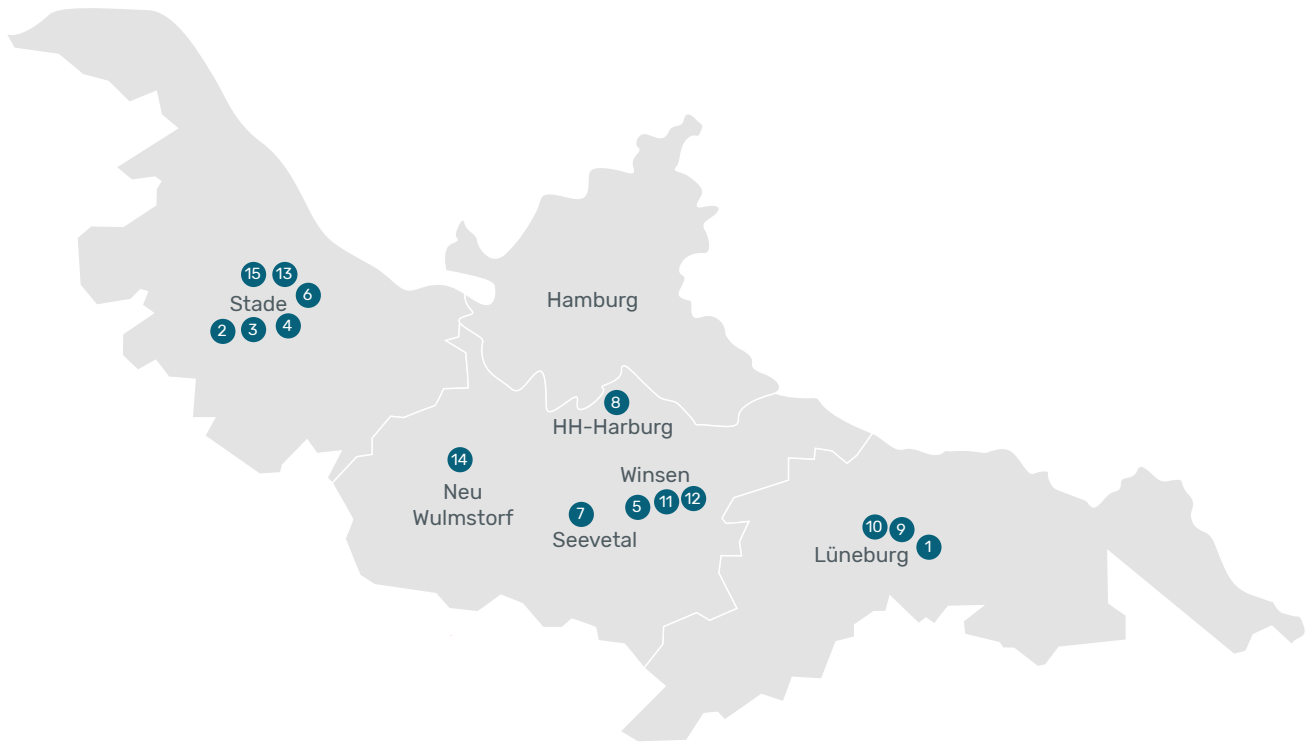 15 13
6
Stade
2 3 4
Hamburg
8
HH-Harburg
14
Neu
Wulmstorf
Winsen
5 11 12
7
Seevetal
10 9
1
Lüneburg